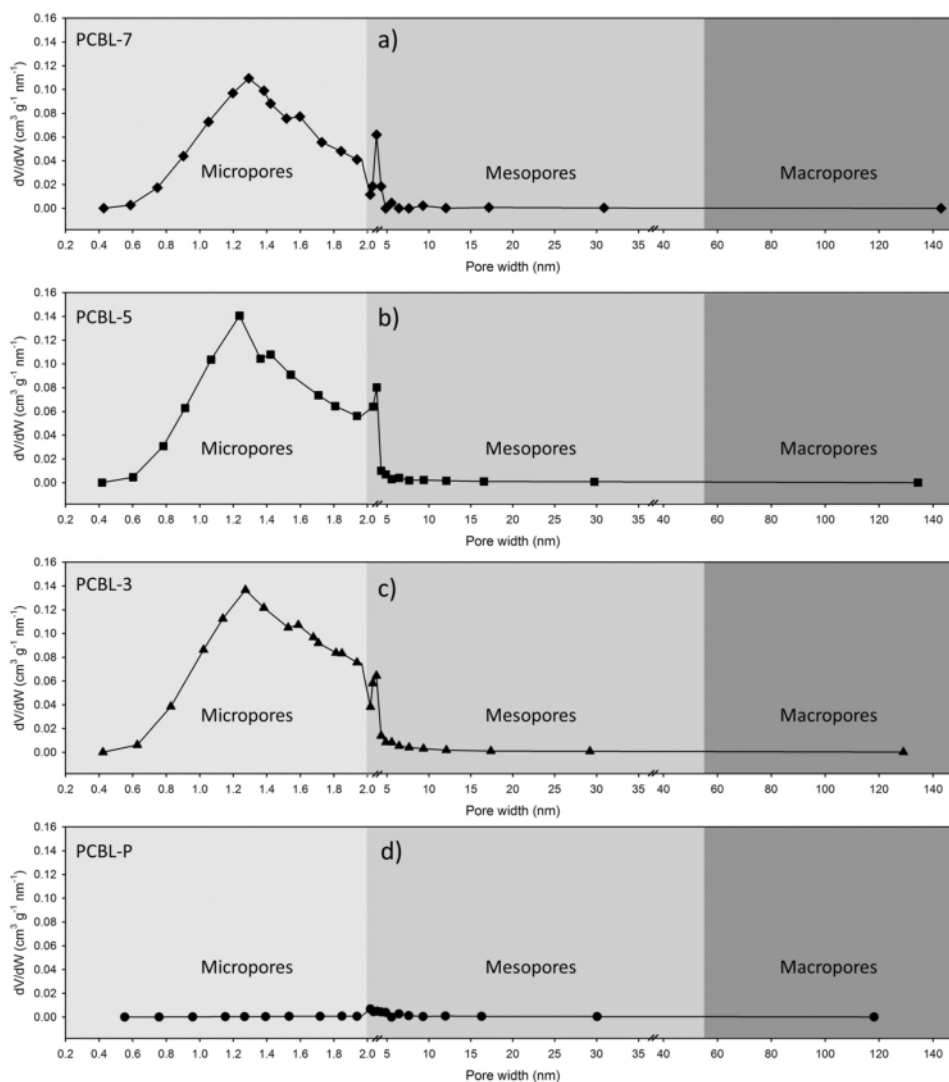 PCBL-7
a)
0.16
0.14
0.12
0.10
0.08
0.06
0.04
0.02
0.00
dV/dW (cm³ g⁻¹ nm⁻¹)
Micropores
Mesopores
Macropores
0.2 0.4 0.6 0.8 1.0 1.2 1.4 1.6 1.8 2.0 5 10 15 20 25 30 35 40 60 80 100 120 140
Pore width (nm)
PCBL-5
b)
0.16
0.14
0.12
0.10
0.08
0.06
0.04
0.02
0.00
dV/dW (cm³ g⁻¹ nm⁻¹)
Micropores
Mesopores
Macropores
0.2 0.4 0.6 0.8 1.0 1.2 1.4 1.6 1.8 2.0 5 10 15 20 25 30 35 40 60 80 100 120 140
Pore width (nm)
PCBL-3
c)
0.16
0.14
0.12
0.10
0.08
0.06
0.04
0.02
0.00
dV/dW (cm³ g⁻¹ nm⁻¹)
Micropores
Mesopores
Macropores
0.2 0.4 0.6 0.8 1.0 1.2 1.4 1.6 1.8 2.0 5 10 15 20 25 30 35 40 60 80 100 120 140
Pore width (nm)
PCBL-P
d)
0.16
0.14
0.12
0.10
0.08
0.06
0.04
0.02
0.00
dV/dW (cm³ g⁻¹ nm⁻¹)
Micropores
Mesopores
Macropores
0.2 0.4 0.6 0.8 1.0 1.2 1.4 1.6 1.8 2.0 5 10 15 20 25 30 35 40 60 80 100 120 140
Pore width (nm)